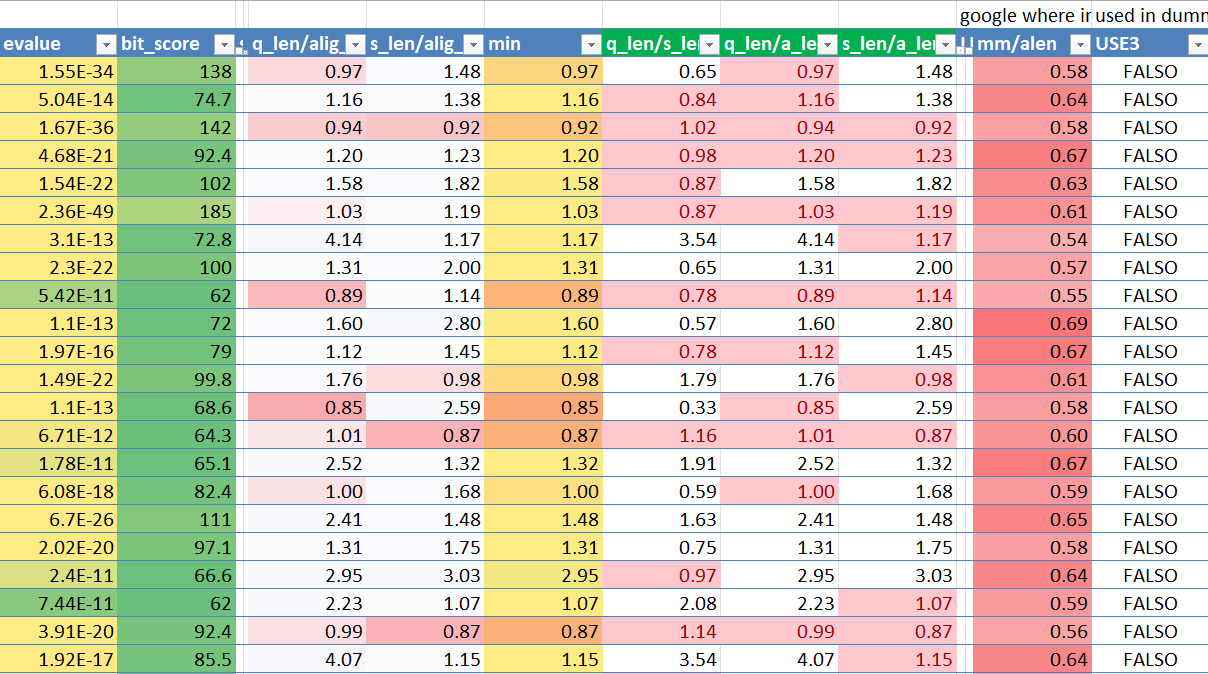 google where ir used in dumm
evalue bit_score q_len/alig_ s_len/alig_ min q_len/s_len q_len/a_le s_len/a_len mm/alen USE3
1.55E-34 138 0.97 1.48 0.97 0.65 0.97 1.48 0.58 FALSO
5.04E-14 74.7 1.16 1.38 1.16 0.84 1.16 1.38 0.64 FALSO
1.67E-36 142 0.94 0.92 0.92 1.02 0.94 0.92 0.58 FALSO
4.68E-21 92.4 1.20 1.23 1.20 0.98 1.20 1.23 0.67 FALSO
1.54E-22 102 1.58 1.82 1.58 0.87 1.58 1.82 0.63 FALSO
2.36E-49 185 1.03 1.19 1.03 0.87 1.03 1.19 0.61 FALSO
3.1E-13 72.8 4.14 1.17 1.17 3.54 4.14 1.17 0.54 FALSO
2.3E-22 100 1.31 2.00 1.31 0.65 1.31 2.00 0.57 FALSO
5.42E-11 62 0.89 1.14 0.89 0.78 0.89 1.14 0.55 FALSO
1.1E-13 72 1.60 2.80 1.60 0.57 1.60 2.80 0.69 FALSO
1.97E-16 79 1.12 1.45 1.12 0.78 1.12 1.45 0.67 FALSO
1.49E-22 99.8 1.76 0.98 0.98 1.79 1.76 0.98 0.61 FALSO
1.1E-13 68.6 0.85 2.59 0.85 0.33 0.85 2.59 0.58 FALSO
6.71E-12 64.3 1.01 0.87 0.87 1.16 1.01 0.87 0.60 FALSO
1.78E-11 65.1 2.52 1.32 1.32 1.91 2.52 1.32 0.67 FALSO
6.08E-18 82.4 1.00 1.68 1.00 0.59 1.00 1.68 0.59 FALSO
6.7E-26 111 2.41 1.48 1.48 1.63 2.41 1.48 0.65 FALSO
2.02E-20 97.1 1.31 1.75 1.31 0.75 1.31 1.75 0.58 FALSO
2.4E-11 66.6 2.95 3.03 2.95 0.97 2.95 3.03 0.64 FALSO
7.44E-11 62 2.23 1.07 1.07 2.08 2.23 1.07 0.59 FALSO
3.91E-20 92.4 0.99 0.87 0.87 1.14 0.99 0.87 0.56 FALSO
1.92E-17 85.5 4.07 1.15 1.15 3.54 4.07 1.15 0.64 FALSO